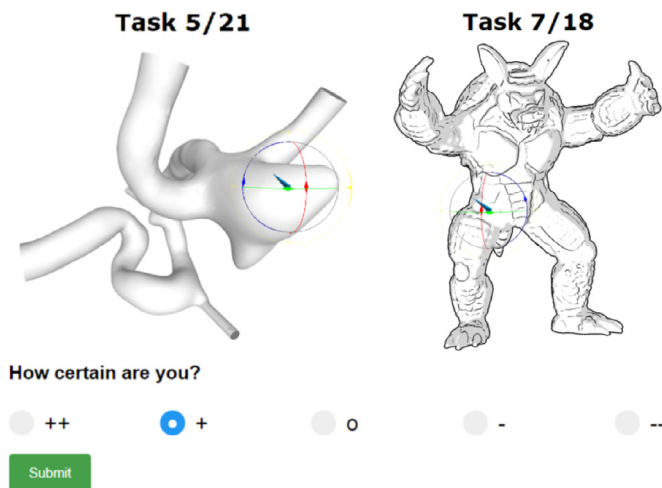 Task 5/21
Task 7/18
How certain are you?
++
+
o
-
--
Submit